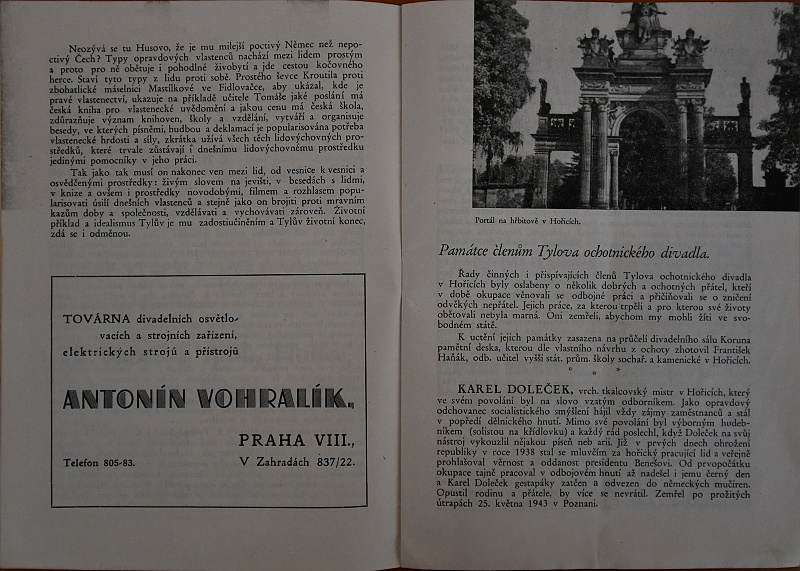 Neozývá se tu Husovo, že je mu milejší poctivý Němec než nepo-
ctivý Čech? Typy opravdových vlastenců nachází mezi lidem prostým
a proto pro ně obětuje i pohodlné živobytí a jde cestou kočovného
herce. Staví tyto typy z lidu proti sobě. Prostého ševce Kroutila proti
zbohatlické máselnici Mastílkové ve Fidlovačce, aby ukázal, kde je
pravé vlastenectví, ukazuje na příkladě učitele Tomáše jaké poslání má
česká kniha pro vlastenecké uvědomění a jakou cenu má česká škola,
zdůrazňuje význam knihoven, školy a vzdělání, vytváří a organisuje
besedy, ve kterých písněmi, hudbou a deklamací je popularisována potřeba
vlastenecké hrdosti a síly, zkrátka užívá všech těch lidovýchovných pro-
středků, které trvale zůstávají i dnešnímu lidovýchovnému prostředku
jedinými pomocníky v jeho práci.
Tak jako tak musí on nakonec ven mezi lid, od vesnice k vesnici a
osvědčenými prostředky: živým slovem na jevišti, v besedách s lidmi,
v knize a ovšem i prostředky novodobými, filmem a rozhlasem popu-
larisovati úsilí dnešních vlastenců a stejně jako on brojiti proti mravním
kazům doby a společnosti, vzdělávati a vychovávati zároveň. Životní
příklad a idealismus Tylův je mu zadostiučiněním a Tylův životní konec,
zdá se i odměnou.
TOVÁRNA divadelních osvětlo-
vacích a strojních zařízení,
elektrických strojů a přístrojů
ANTONÍN VOHRALÍK.,
PRAHA VIII.,
Telefon 805-83. V Zahradách 837/22.
Portál na hřbitově v Hořicích.
Památce členům Tylova ochotnického divadla.
Řady činných i přispívajících členů Tylova ochotnického divadla
v Hořicích byly oslabeny o několik dobrých a ochotných přátel, kteří
v době okupace věnovali se odbojné práci a přičiňovali se o zničení
odvěkých nepřátel. Jejich práce, za kterou trpěli a pro kterou své životy
obětovali nebyla marná. Oni zemřeli, abychom my mohli žíti ve svo-
bodném státě.
K uctění jejich památky zasazena na průčelí divadelního sálu Koruna
pamětní deska, kterou dle vlastního návrhu z ochoty zhotovil František
Haňák, odb. učitel vyšší stát. prům. školy sochař. a kamenické v Hořicích.
* * *
KAREL DOLEČEK, vrch. tkalcovský mistr v Hořicích, který
ve svém povolání byl na slovo vzatým odborníkem. Jako opravdový
odchovanec socialistického smýšlení hájil vždy zájmy zaměstnanců a stál
v popředí dělnického hnutí. Mimo své povolání byl výborným hudeb-
níkem (solistou na křídlovku) a každý rád poslechl, když Doleček na svůj
nástroj vykouzlil nějakou píseň neb arii. Již v prvých dnech ohrožení
republiky v roce 1938 stal se mluvčím za hořický pracující lid a veřejně
prohlašoval věrnost a oddanost presidentu Benešovi. Od prvopočátku
okupace tajně pracoval v odbojovém hnutí až nadešel i jemu černý den
a Karel Doleček gestapáky zatčen a odvezen do německých mučíren.
Opustil rodinu a přátele, by více se nevrátil. Zemřel po prožitých
útrapách 25. května 1943 v Poznani.